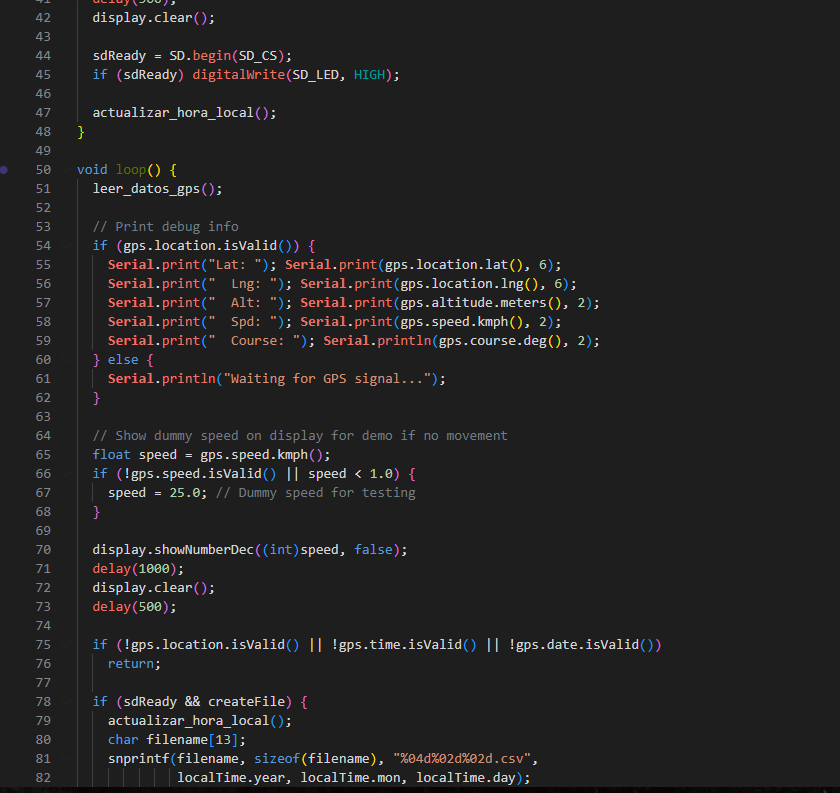 41 delay(500);
42 display.clear();
43
44 sdReady = SD.begin(SD_CS);
45 if (sdReady) digitalWrite(SD_LED, HIGH);
46
47 actualizar_hora_local();
48 }
49
50 void loop() {
51 leer_datos_gps();
52
53 // Print debug info
54 if (gps.location.isValid()) {
55 Serial.print("Lat: "); Serial.print(gps.location.lat(), 6);
56 Serial.print("  Lng: "); Serial.print(gps.location.lng(), 6);
57 Serial.print("  Alt: "); Serial.print(gps.altitude.meters(), 2);
58 Serial.print("  Spd: "); Serial.print(gps.speed.kmph(), 2);
59 Serial.print("  Course: "); Serial.println(gps.course.deg(), 2);
60 } else {
61 Serial.println("Waiting for GPS signal...");
62 }
63
64 // Show dummy speed on display for demo if no movement
65 float speed = gps.speed.kmph();
66 if (!gps.speed.isValid() || speed < 1.0) {
67 speed = 25.0; // Dummy speed for testing
68 }
69
70 display.showNumberDec((int)speed, false);
71 delay(1000);
72 display.clear();
73 delay(500);
74
75 if (!gps.location.isValid() || !gps.time.isValid() || !gps.date.isValid())
76 return;
77
78 if (sdReady && createFile) {
79 actualizar_hora_local();
80 char filename[13];
81 snprintf(filename, sizeof(filename), "%04d%02d%02d.csv",
82 localTime.year, localTime.mon, localTime.day);